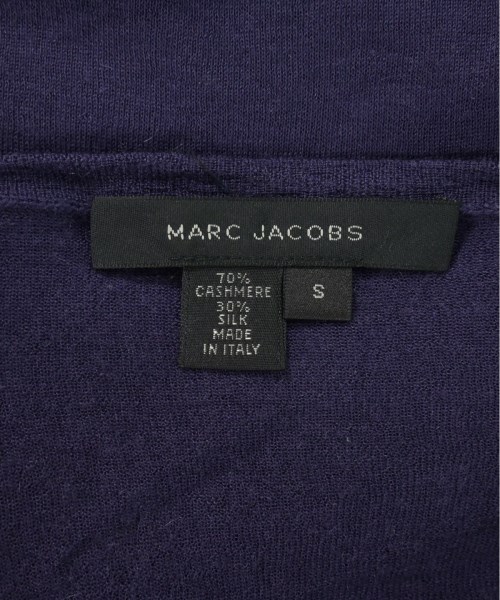 MARC JACOBS
70%
CASHMERE
30%
SILK
MADE
IN ITALY
S